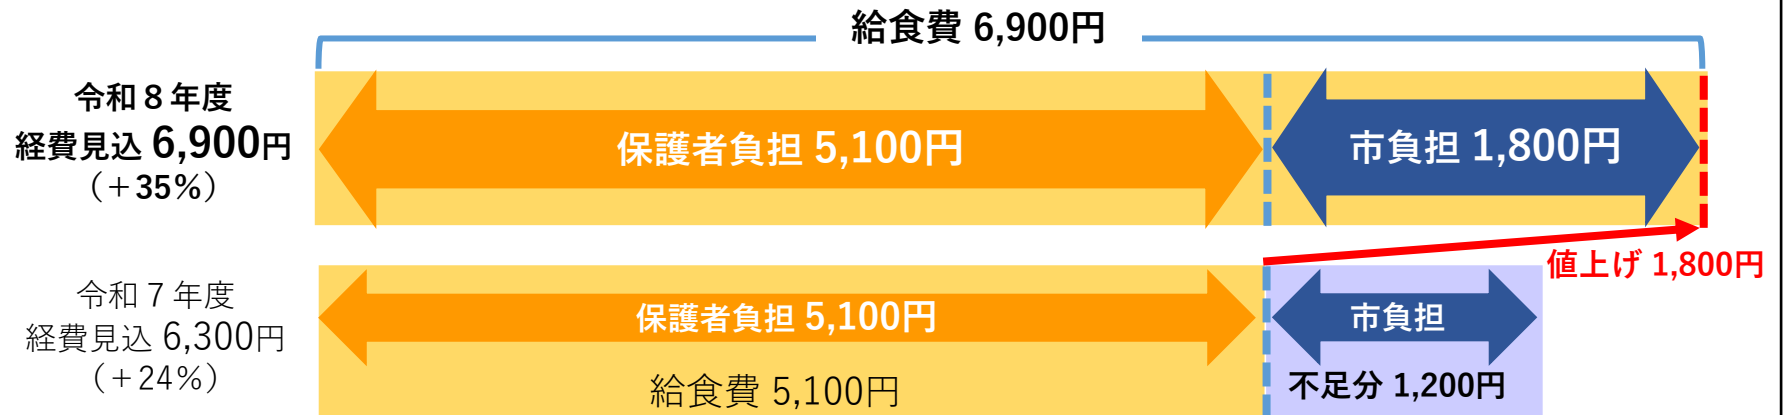 給食費 6,900円
令和８年度
経費見込 6,900円
（＋35%）
保護者負担 5,100円
市負担 1,800円
値上げ 1,800円
令和７年度
経費見込 6,300円
（＋24%）
保護者負担 5,100円
市負担
給食費 5,100円
不足分 1,200円